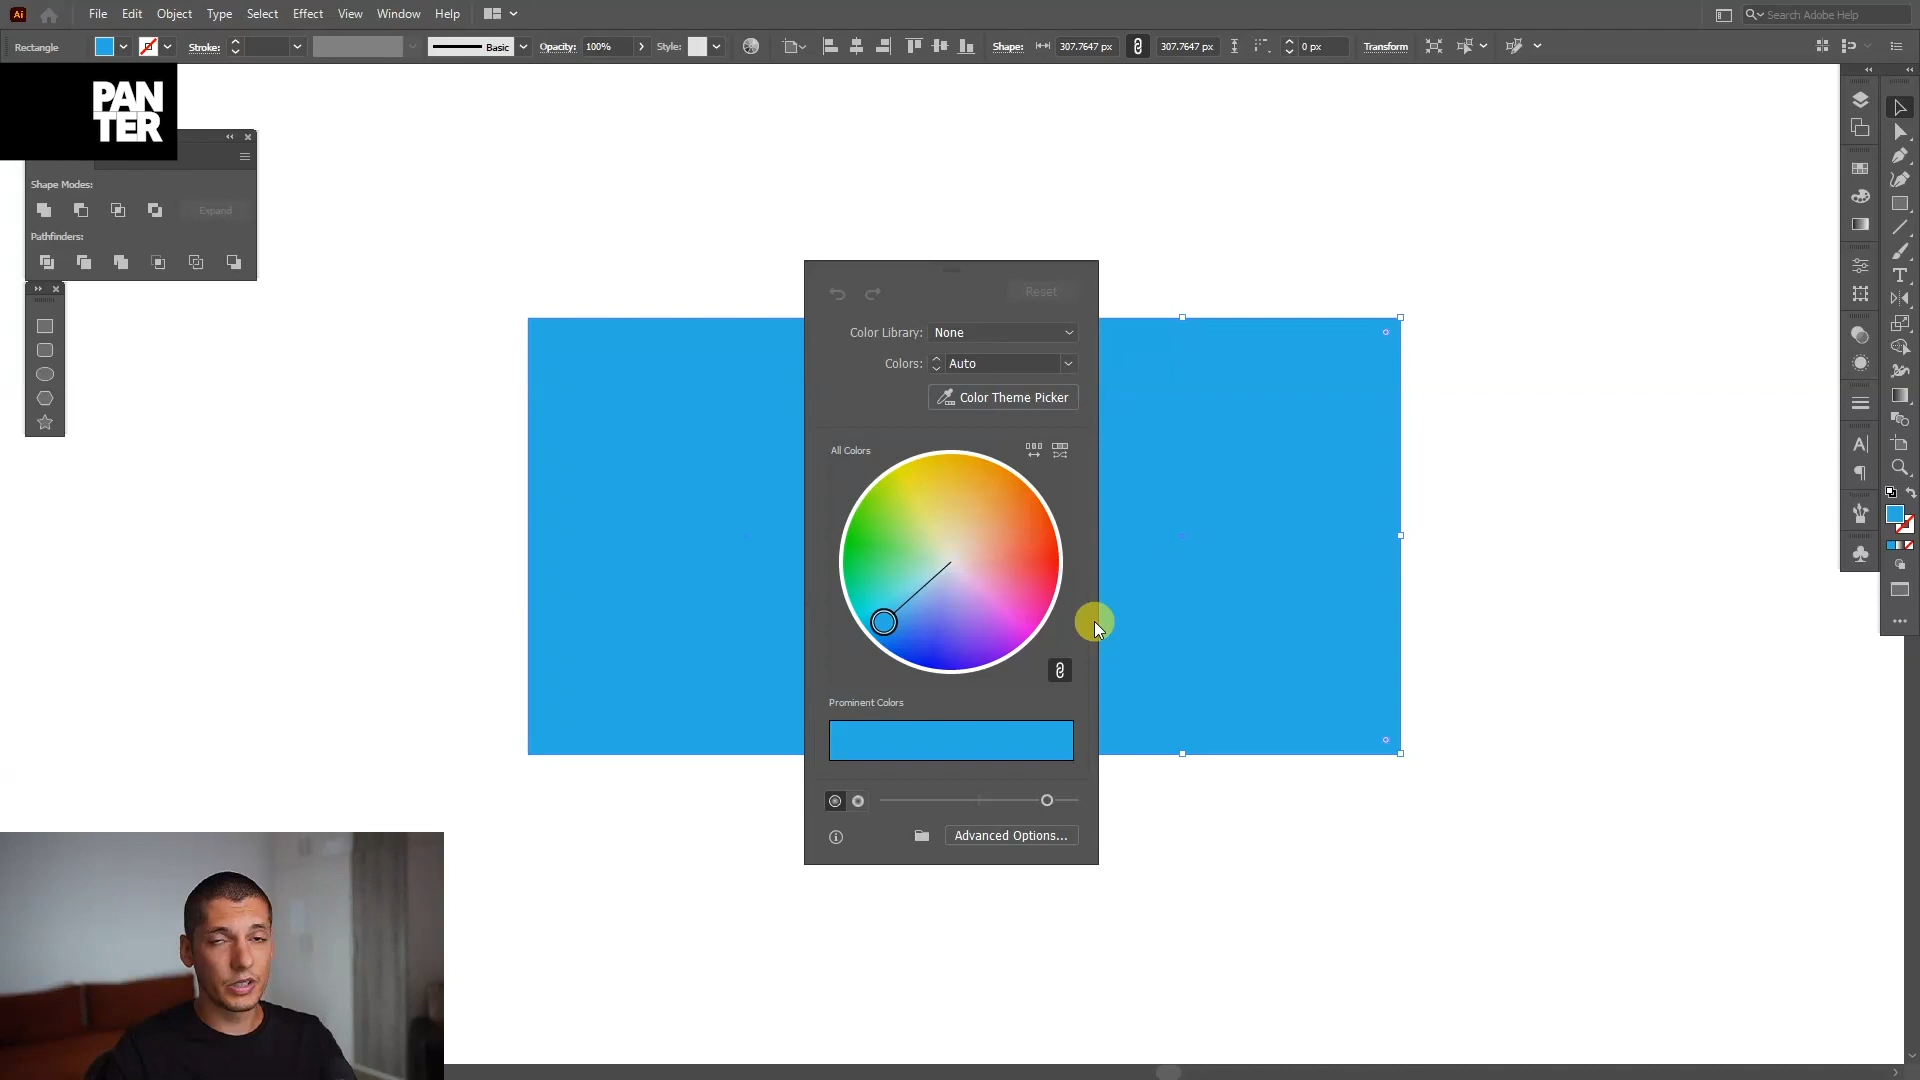 Ai
File Edit Object Type Select Effect View Window Help
Search Adobe Help
Rectangle
Stroke:
Basic
Opacity: 100%
Style:
Shape: 307.7647 px 307.7647 px 0 px
Transform
PAN
TER
Shape Modes:
Expand
Pathfinders:
Reset
Color Library: None
Colors: Auto
Color Theme Picker
All Colors
Prominent Colors
Advanced Options...